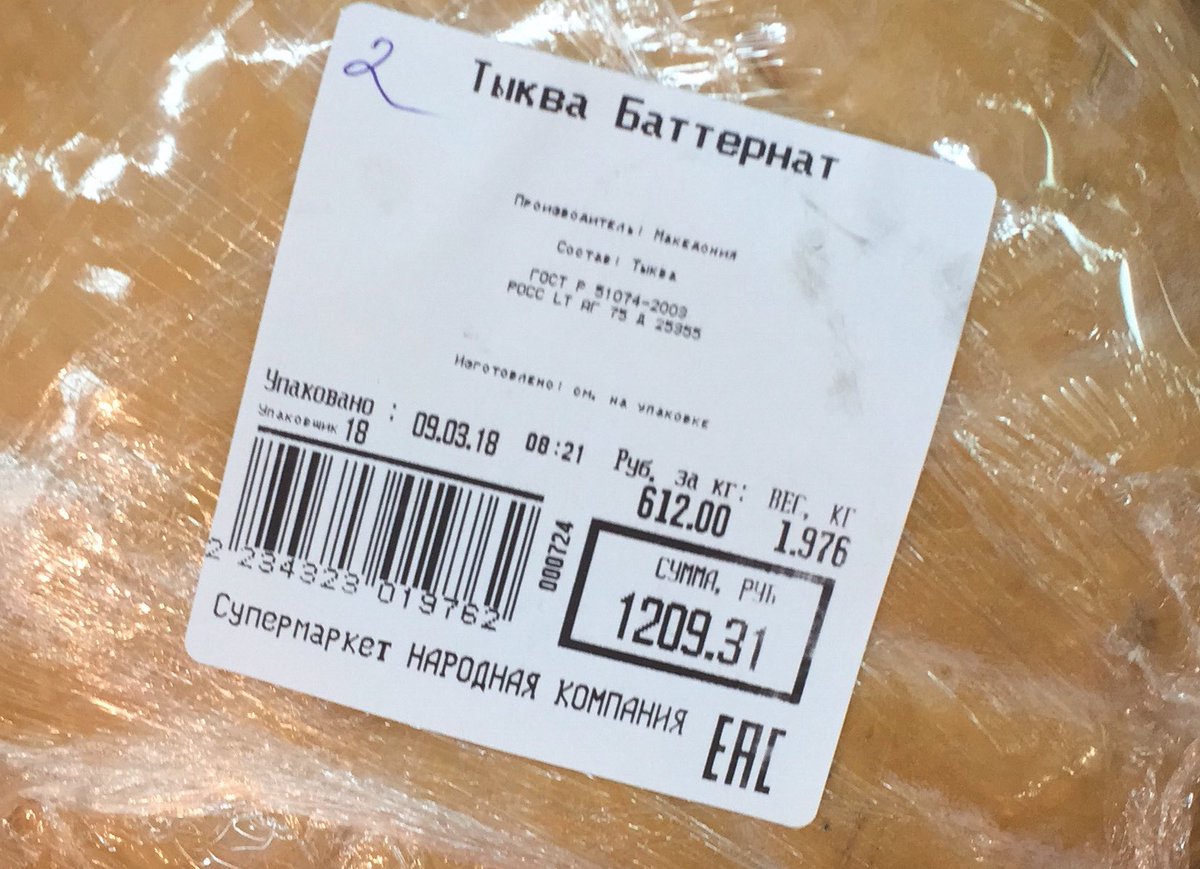 2
Тыква Баттернат
Производитель: Македония
Состав: Тыква
ГОСТ Р 51074-2003
РОСС LT АГ 75 Д 25355
Изготовлено: см. на упаковке
Упаковано : 09.03.18 08:21
Упаковщик 18
Руб. за кг: ВЕС, КГ
612.00 1.976
2 234323 019762
000724
СУММА, РУБ
1209.31
Супермаркет НАРОДНАЯ КОМПАНИЯ
EAC